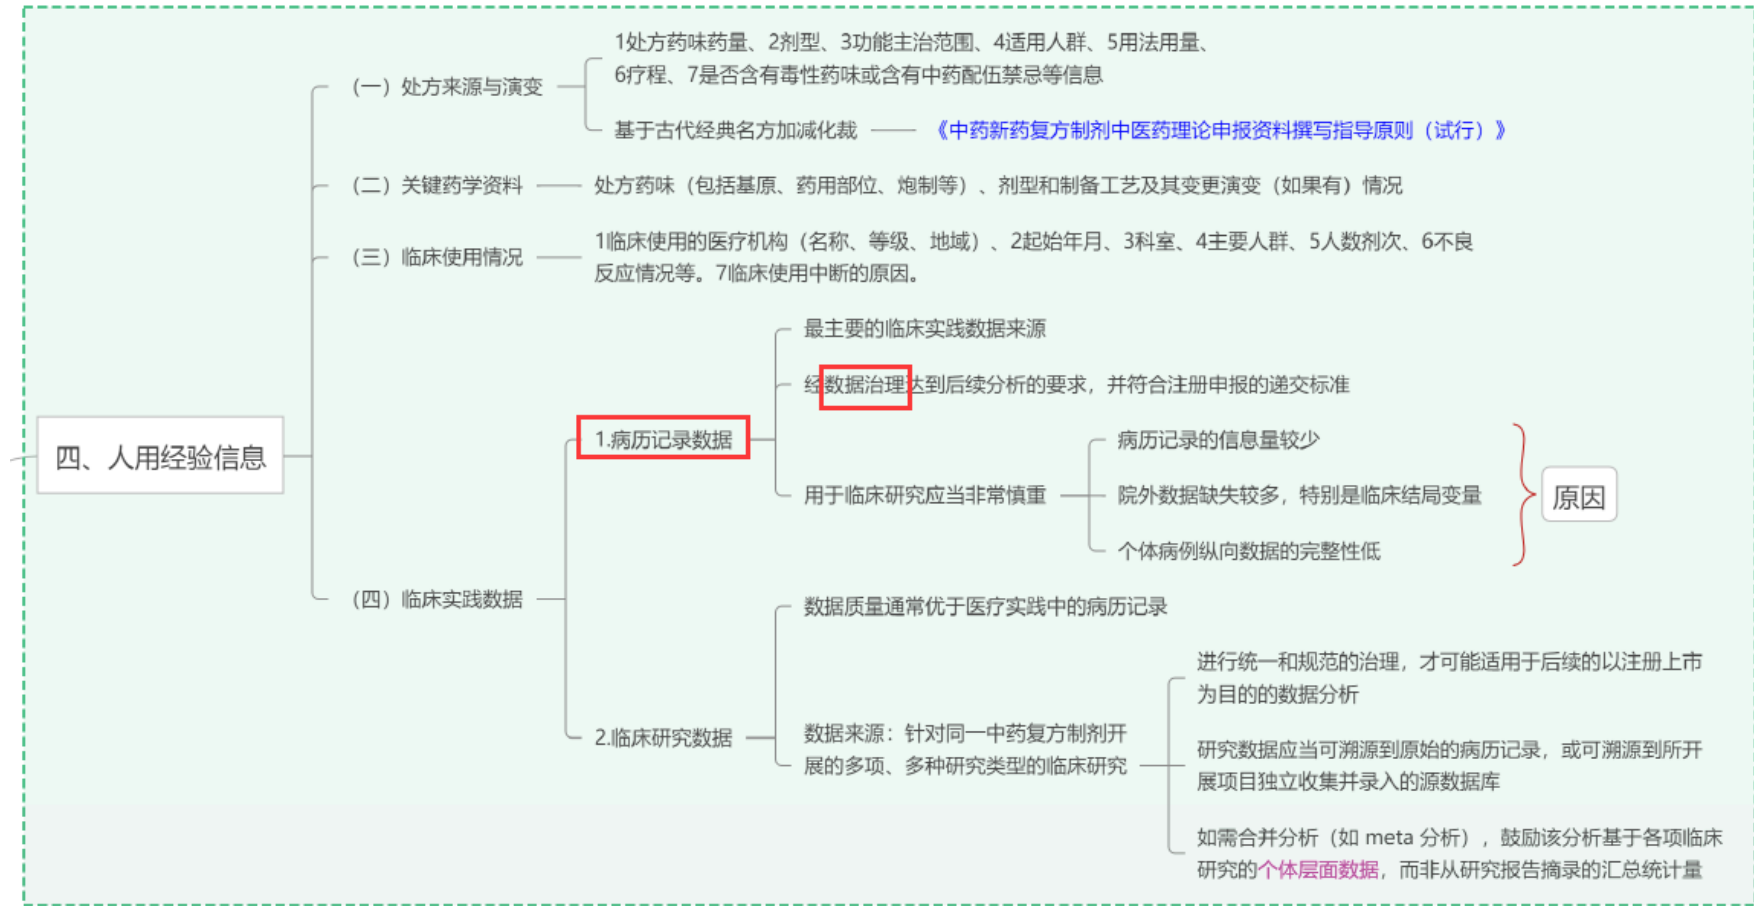 四、人用经验信息
（一）处方来源与演变
1处方药味药量、2剂型、3功能主治范围、4适用人群、5用法用量、
6疗程、7是否含有毒性药味或含有中药配伍禁忌等信息
基于古代经典名方加减化裁
《中药新药复方制剂中医药理论申报资料撰写指导原则（试行）》
（二）关键药学资料
处方药味（包括基原、药用部位、炮制等）、剂型和制备工艺及其变更演变（如果有）情况
（三）临床使用情况
1临床使用的医疗机构（名称、等级、地域）、2起始年月、3科室、4主要人群、5人数剂次、6不良
反应情况等。7临床使用中断的原因。
（四）临床实践数据
1.病历记录数据
最主要的临床实践数据来源
经数据治理达到后续分析的要求，并符合注册申报的递交标准
用于临床研究应当非常慎重
病历记录的信息量较少
院外数据缺失较多，特别是临床结局变量
个体病例纵向数据的完整性低
原因
2.临床研究数据
数据质量通常优于医疗实践中的病历记录
数据来源：针对同一中药复方制剂开
展的多项、多种研究类型的临床研究
进行统一和规范的治理，才可能适用于后续的以注册上市
为目的的数据分析
研究数据应当可溯源到原始的病历记录，或可溯源到所开
展项目独立收集并录入的源数据库
如需合并分析（如 meta 分析），鼓励该分析基于各项临床
研究的个体层面数据，而非从研究报告摘录的汇总统计量